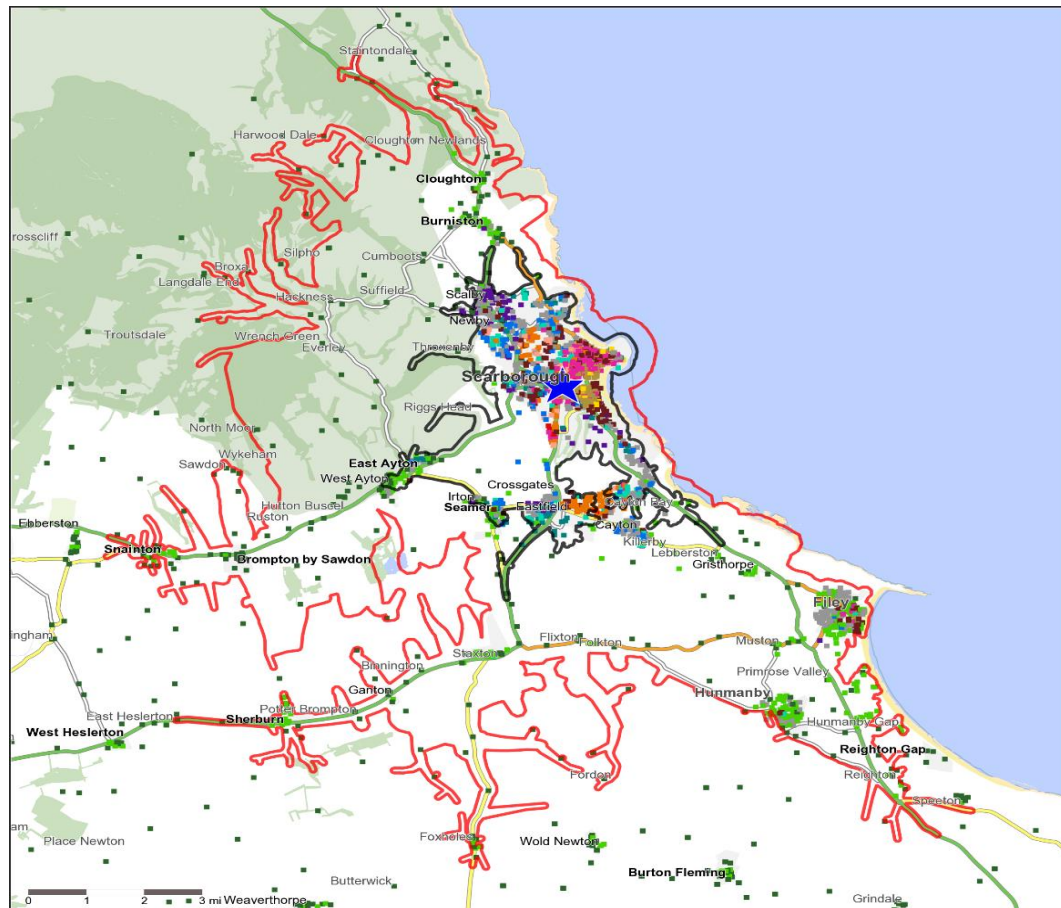 Staintondale
Harwood Dale
Cloughton Newlands
Cloughton
Burniston
rosscliff
Cumboots
Silpho
Broxa
Langdale End
Suffield
Hackness
Scalby
Newby
Troutsdale
Wrench Green
Everley
Throxenby
Scarborough
Riggs Head
North Moor
Wykeham
Sawdon
East Ayton
West Ayton
Crossgates
Irton
Seamer
Eastfield
Cayton Bay
Hutton Buscel
Ruston
Cayton
Killerby
Ebberston
Snainton
Brompton by Sawdon
Lebberston
Gristhorpe
Filey
ingham
Flixton
Folkton
Muston
Staxton
Binnington
Primrose Valley
Ganton
Hunmanby
East Heslerton
Potter Brompton
Sherburn
Hunmanby Gap
West Heslerton
Reighton Gap
Fordon
Reighton
Speeton
am
Place Newton
Foxholes
Wold Newton
Burton Fleming
Butterwick
0 1 2 3 mi
Weaverthorpe
Grindale